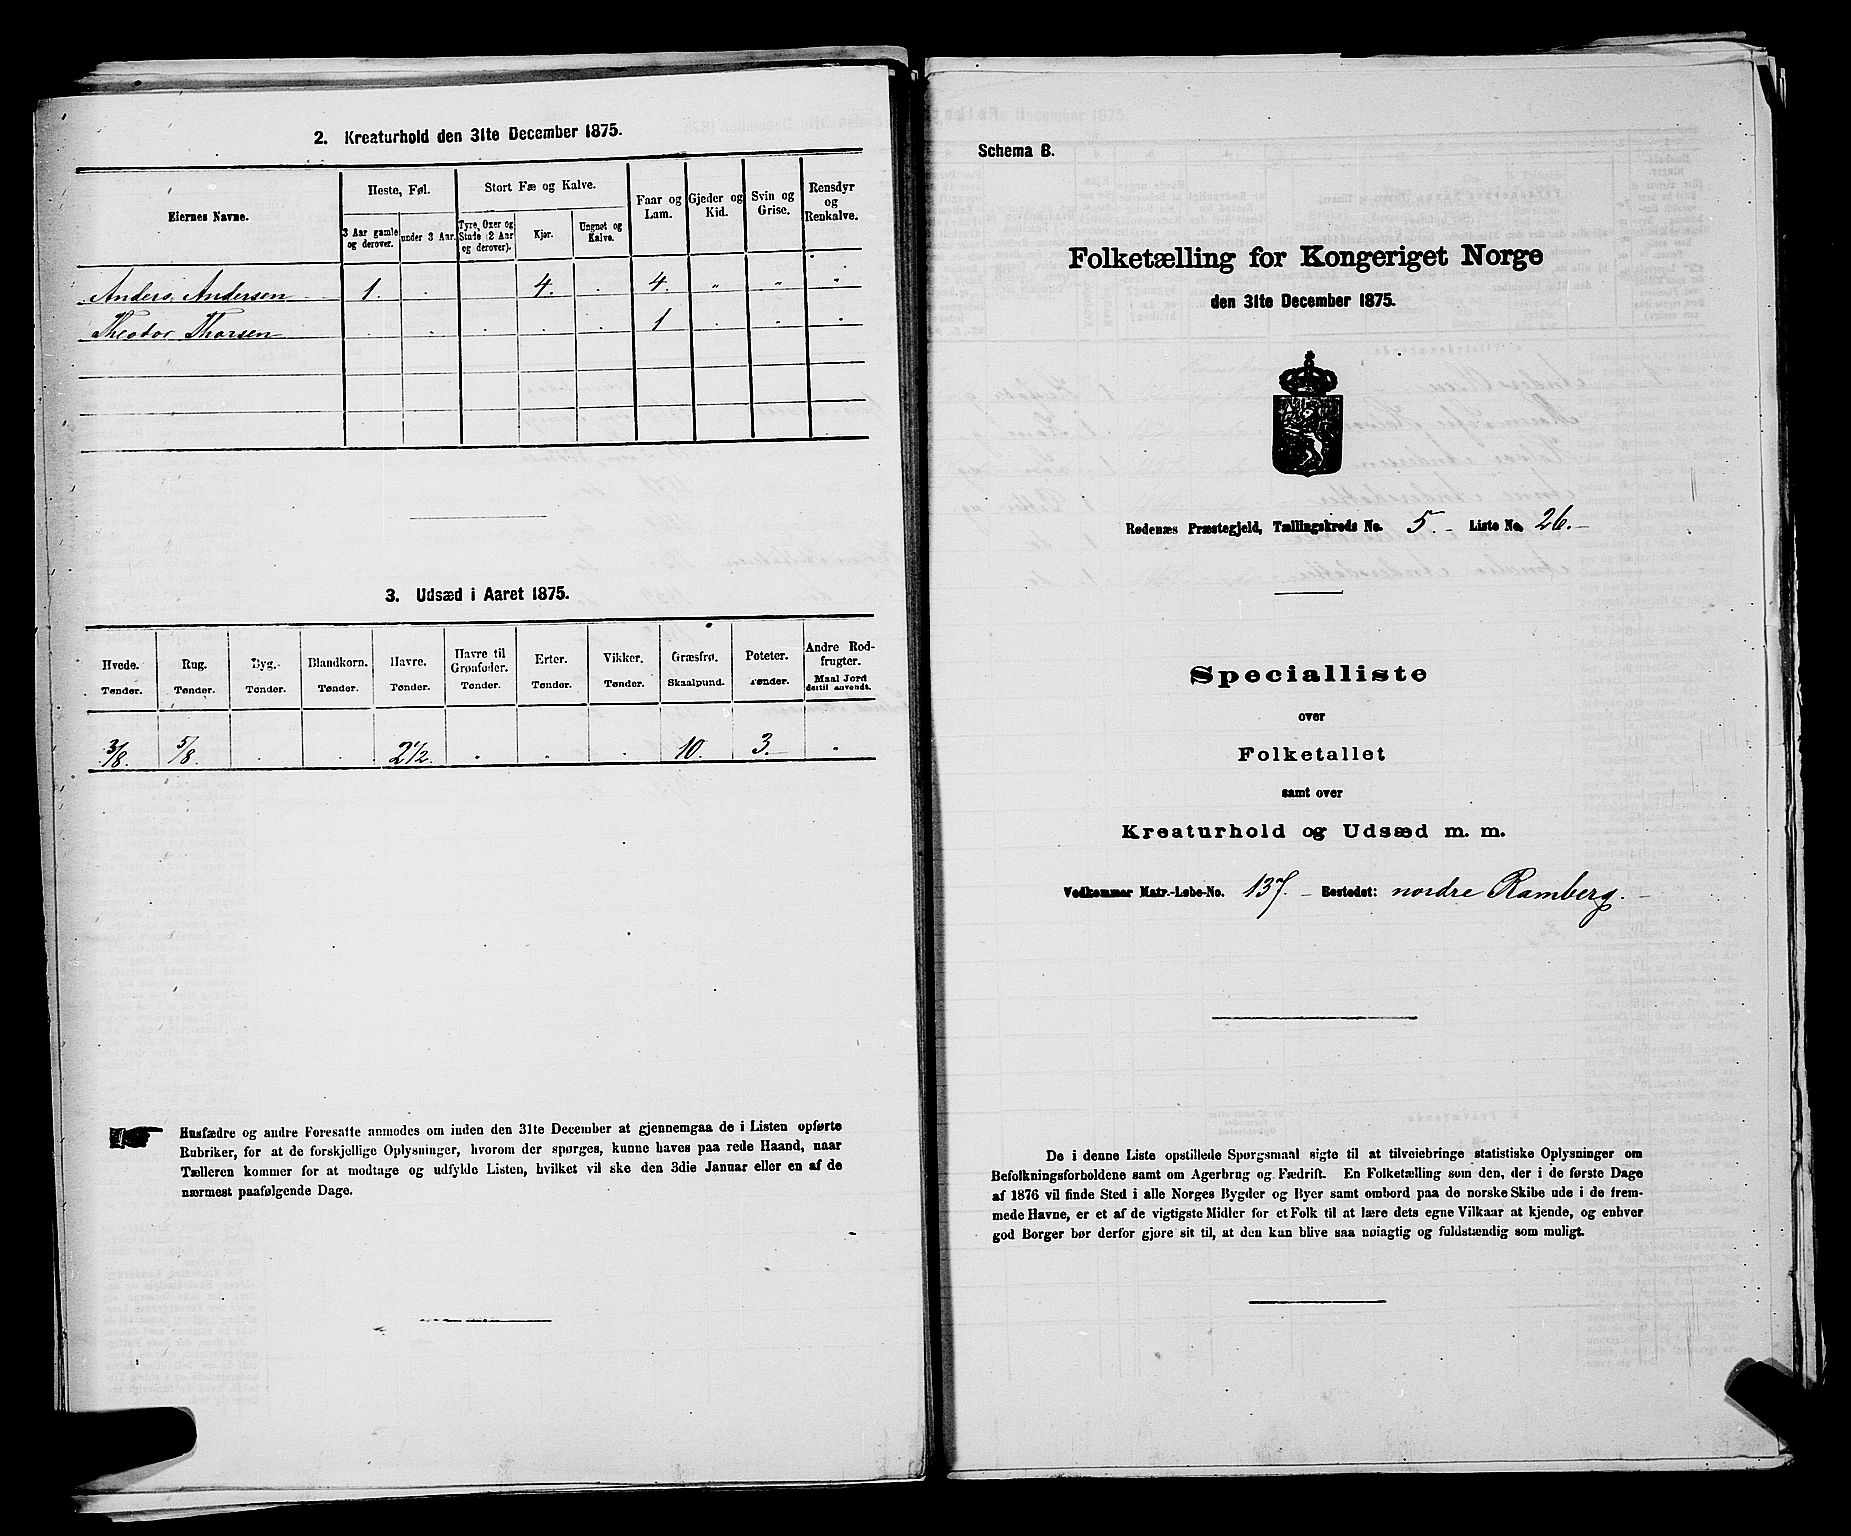 2. Kreaturhold den 31te December 1875.
Eiernes Navne.
Heste, Føl.
3 Aar gamle og derover.
under 3 Aar.
Stort Fæ og Kalve.
Tyre, Oxer og Stude (2 Aar og derover).
Kjør.
Ungnøt og Kalve.
Faar og Lam.
Gjeder og Kid.
Svin og Grise.
Rensdyr og Renkalve.
Anders Andersen 1. . 4. . 4. " " "
Theodor Thorsen . . . . . 1 . . "
3. Udsæd i Aaret 1875.
Hvede. Rug. Byg. Blandkorn. Havre. Havre til Grønfoder. Erter. Vikker. Græsfrø. Poteter. Andre Rodfrugter.
Tønder. Tønder. Tønder. Tønder. Tønder. Tønder. Tønder. Tønder. Skaalpund. Tønder. Maal Jord dertil anvendt.
3/8. 5/8. . . 2 1/2. . . . 10. 3. .
Husfædre og andre Foresatte anmodes om inden den 31te December at gjennemgaa de i Listen opførte
Rubriker, for at de forskjellige Oplysninger, hvorom der spørges, kunne haves paa rede Haand, naar
Tælleren kommer for at modtage og udfylde Listen, hvilket vil ske den 3die Januar eller en af de
nærmest paafølgende Dage.
Schema B.
Folketælling for Kongeriget Norge
den 31te December 1875.
Rødenæs Præstegjeld, Tællingskreds No. 5. Liste No. 26.
Specialliste
over
Folketallet
samt over
Kreaturhold og Udsæd m. m.
Vedkommer Matr.-Løbe-No. 137. Bostedet: nordre Ramberg.
De i denne Liste opstillede Spørgsmaal sigte til at tilveiebringe statistiske Oplysninger om
Befolkningsforholdene samt om Agerbrug og Fædrift. En Folketælling som den, der i de første Dage
af 1876 vil finde Sted i alle Norges Bygder og Byer samt ombord paa de norske Skibe ude i de frem-
mede Havne, er et af de vigtigste Midler for et Folk til at lære dets egne Vilkaar at kjende, og enhver
god Borger bør derfor gjøre sit til, at den kan blive saa nøiagtig og fuldstændig som muligt.